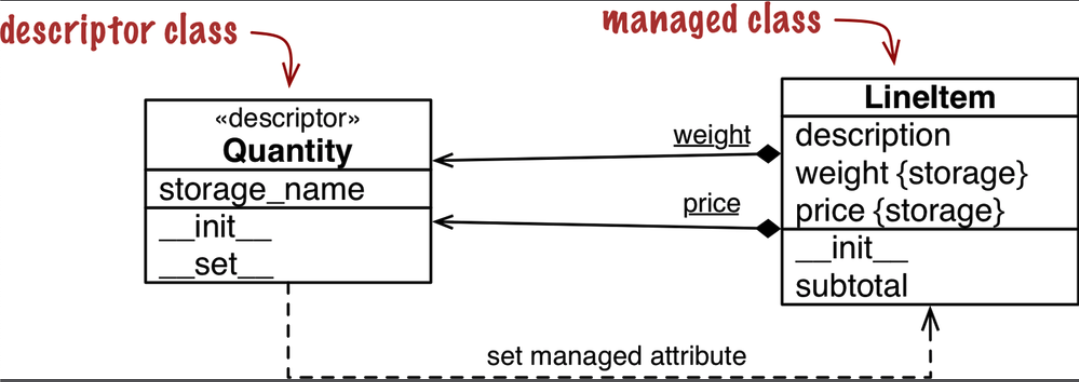 descriptor class
managed class
«descriptor»
Quantity
storage_name
__init__
__set__
weight
price
LineItem
description
weight {storage}
price {storage}
__init__
subtotal
set managed attribute